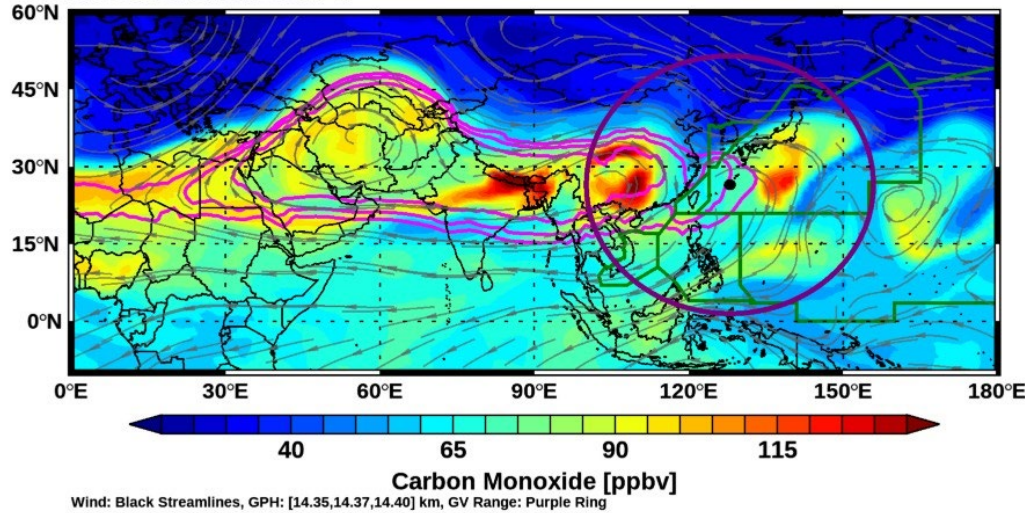 60°N
45°N
30°N
15°N
0°N
0°E 30°E 60°E 90°E 120°E 150°E 180°E
40 65 90 115
Carbon Monoxide [ppbv]
Wind: Black Streamlines, GPH: [14.35,14.37,14.40] km, GV Range: Purple Ring